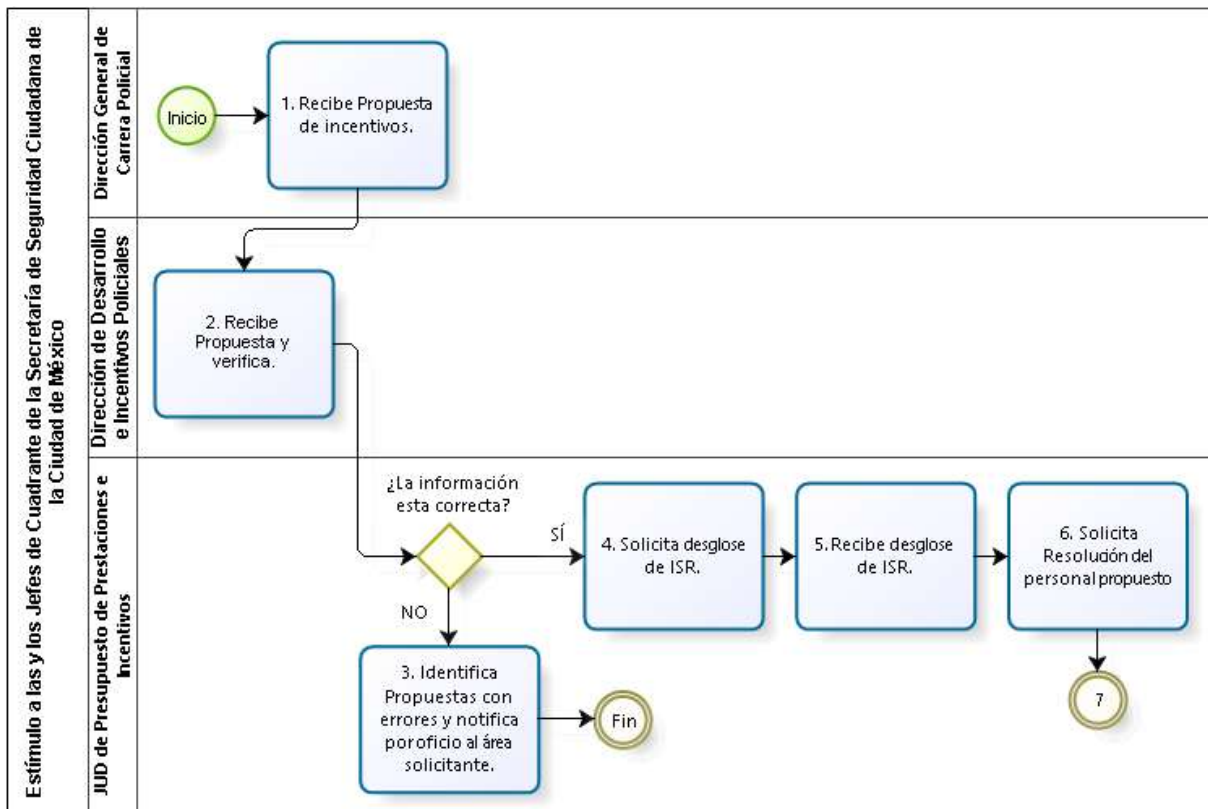 Estímulo a las y los Jefes de Cuadrante de la Secretaría de Seguridad Ciudadana de
la Ciudad de México
Dirección General de
Carrera Policial
Inicio
1. Recibe Propuesta
de incentivos.
Dirección de Desarrollo
e Incentivos Policiales
2. Recibe
Propuesta y
verifica.
JUD de Presupuesto de Prestaciones e
Incentivos
¿La información
esta correcta?
SÍ
NO
4. Solicita desglose
de ISR.
5. Recibe desglose
de ISR.
6. Solicita
Resolución del
personal propuesto
3. Identifica
Propuestas con
errores y notifica
por oficio al área
solicitante.
Fin
7